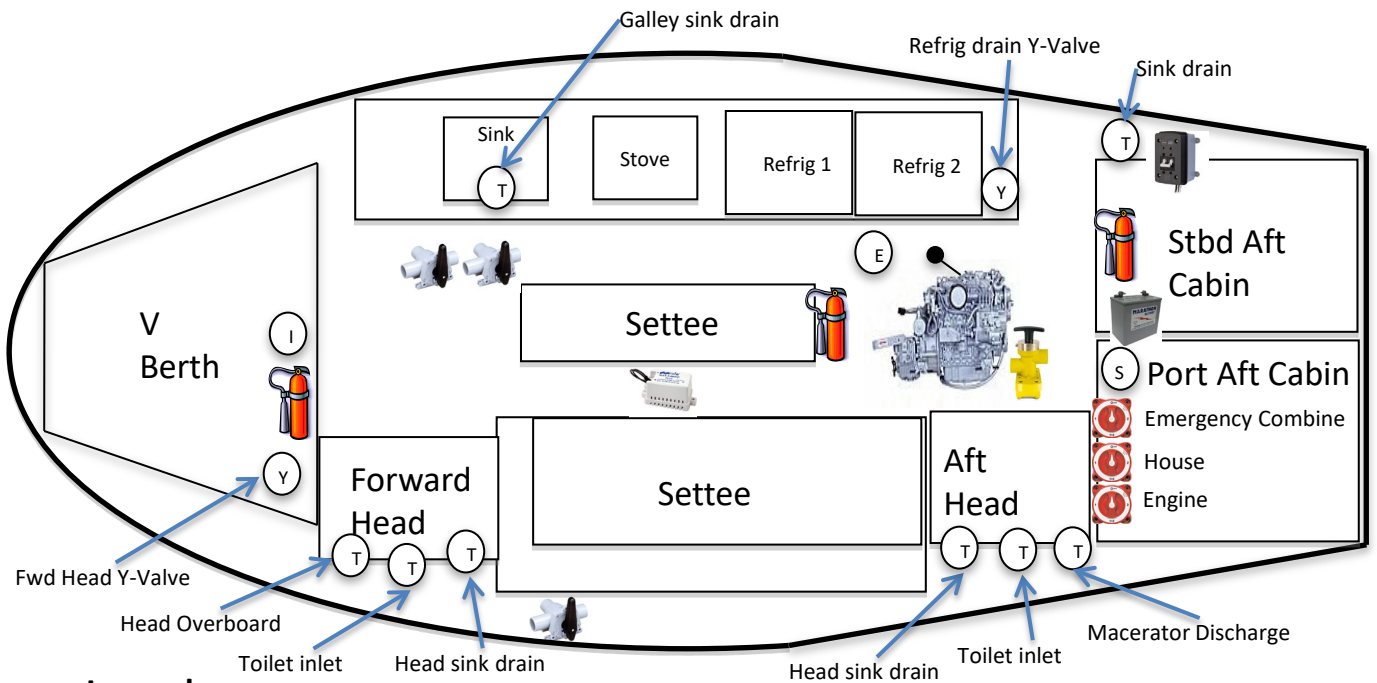 Galley sink drain
Refrig drain Y-Valve
Sink drain
Sink
T
Stove
Refrig 1
Refrig 2
Y
T
E
Stbd Aft
Cabin
V
Berth
I
Settee
S
Port Aft Cabin
Emergency Combine
House
Engine
Y
Forward
Head
Settee
Aft
Head
T
T
T
T
T
T
Fwd Head Y-Valve
Head Overboard
Toilet inlet
Head sink drain
Head sink drain
Toilet inlet
Macerator Discharge